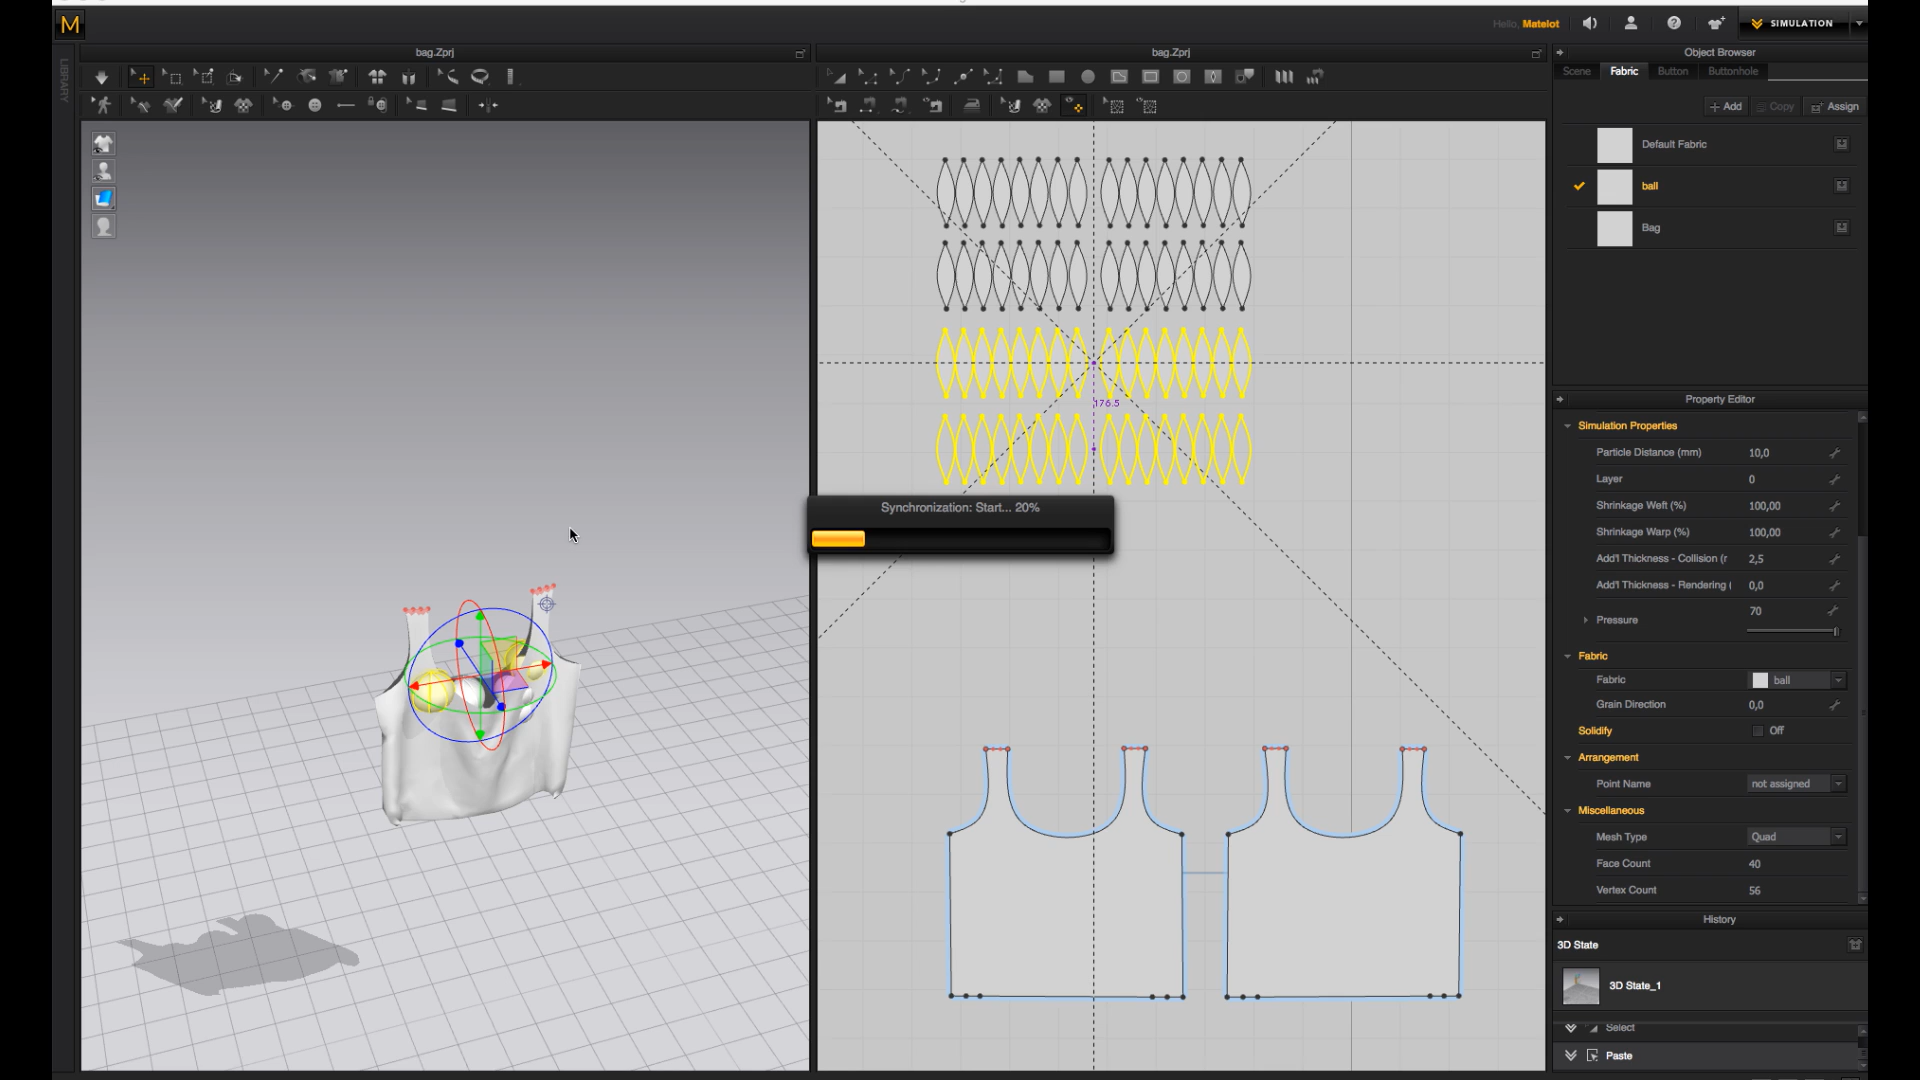 M
Hello, Matelot
SIMULATION
LIBRARY
bag.Zprj
bag.Zprj
Object Browser
Scene
Fabric
Button
Buttonhole
Add
Copy
Assign
Default Fabric
ball
Bag
176.5
Synchronization: Start... 20%
Property Editor
Simulation Properties
Particle Distance (mm) 10,0
Layer 0
Shrinkage Weft (%) 100,00
Shrinkage Warp (%) 100,00
Add'l Thickness - Collision (r 2,5
Add'l Thickness - Rendering ( 0,0
Pressure 70
Fabric
Fabric ball
Grain Direction 0,0
Solidify Off
Arrangement
Point Name not assigned
Miscellaneous
Mesh Type Quad
Face Count 40
Vertex Count 56
History
3D State
3D State_1
Select
Paste